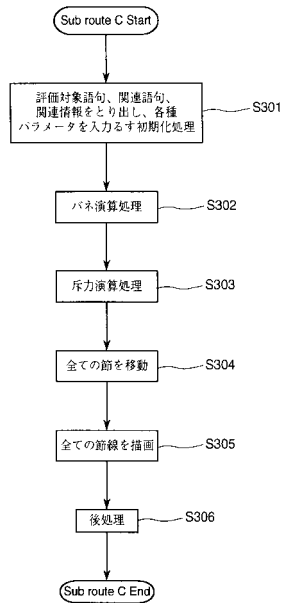 Sub route C Start
評価対象語句、関連語句、
関連情報をとり出し、各種
パラメータを入力るす初期化処理
S301
バネ演算処理
S302
斥力演算処理
S303
全ての節を移動
S304
全ての節線を描画
S305
後処理
S306
Sub route C End